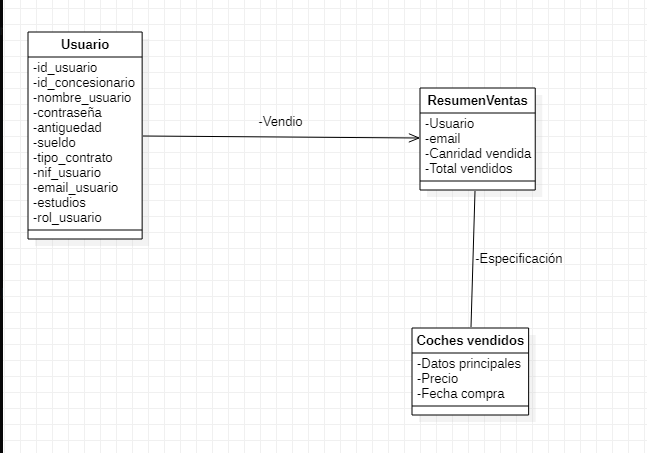 Usuario
-id_usuario
-id_concesionario
-nombre_usuario
-contraseña
-antiguedad
-sueldo
-tipo_contrato
-nif_usuario
-email_usuario
-estudios
-rol_usuario
-Vendio
ResumenVentas
-Usuario
-email
-Canridad vendida
-Total vendidos
-Especificación
Coches vendidos
-Datos principales
-Precio
-Fecha compra